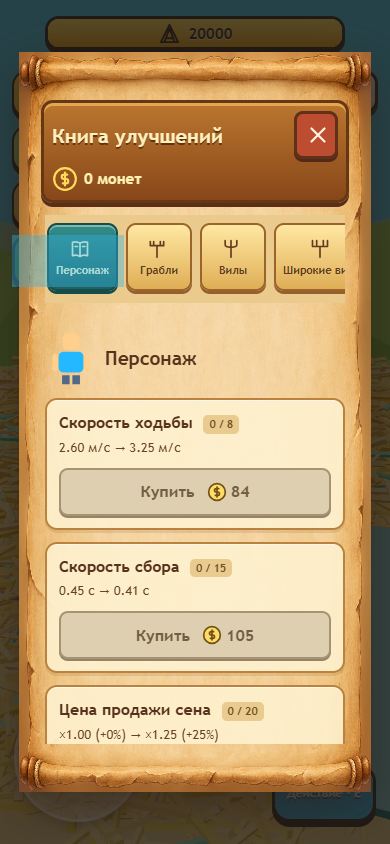 20000
Книга улучшений
0 монет
Персонаж
Грабли
Вилы
Широкие ви
Персонаж
Скорость ходьбы 0 / 8
2.60 м/с → 3.25 м/с
Купить $ 84
Скорость сбора 0 / 15
0.45 с → 0.41 с
Купить $ 105
Цена продажи сена 0 / 20
×1.00 (+0%) → ×1.25 (+25%)
Действие · E